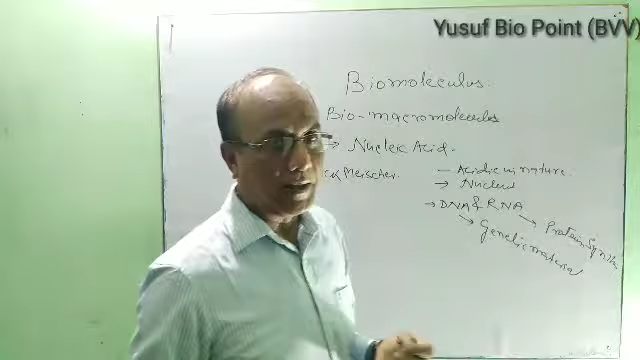 Yusuf Bio Point (BVV)
Biomolecules.
Bio-macromolecules
→ Nucleic Acid.
Meischer.
— Acidic in nature.
→ Nucleus
→ DNA & RNA
→ Protein
→ Genetic material